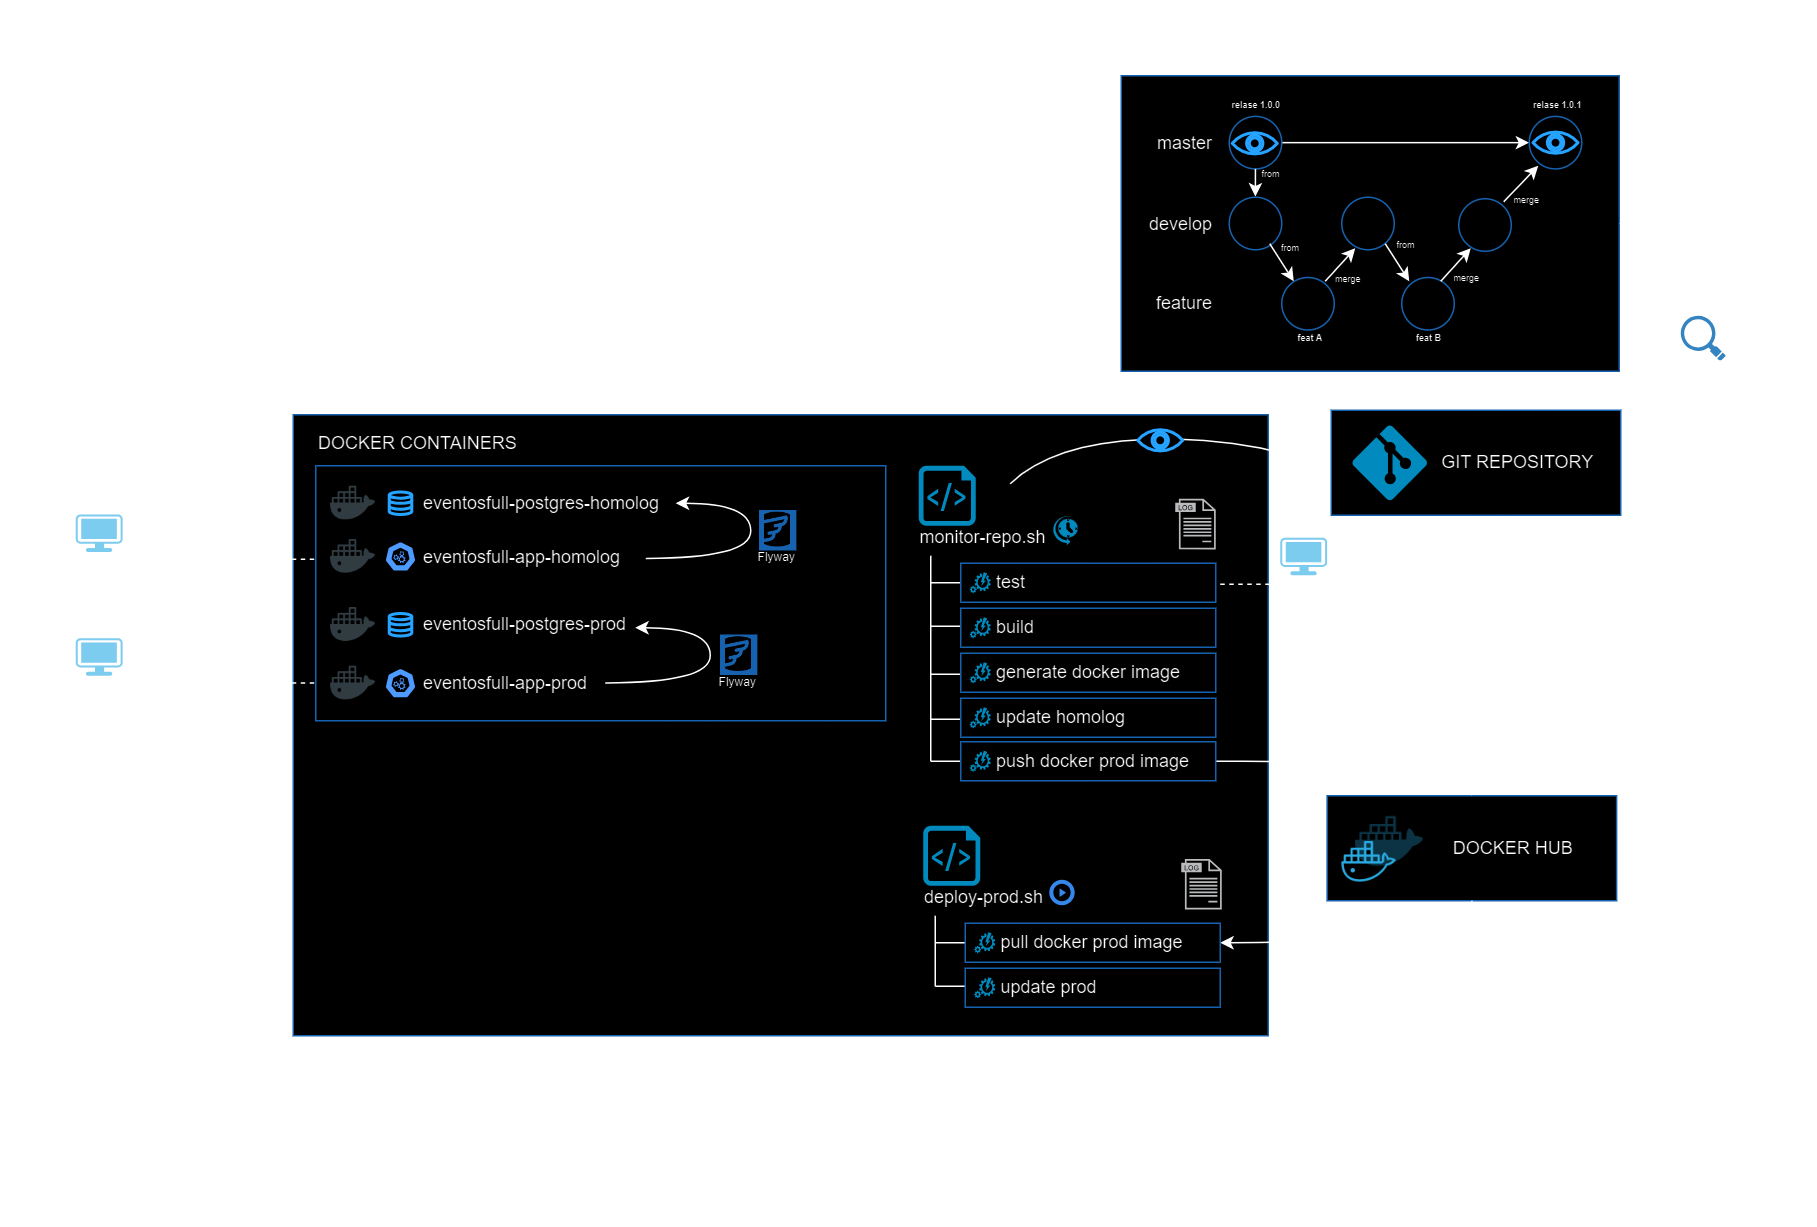 relase 1.0.0
relase 1.0.1
master
from
merge
develop
from
from
merge
merge
feature
feat A
feat B
DOCKER CONTAINERS
eventosfull-postgres-homolog
eventosfull-app-homolog
Flyway
eventosfull-postgres-prod
eventosfull-app-prod
Flyway
</>
LOG
monitor-repo.sh
test
build
generate docker image
update homolog
push docker prod image
</>
LOG
deploy-prod.sh
pull docker prod image
update prod
GIT REPOSITORY
DOCKER HUB